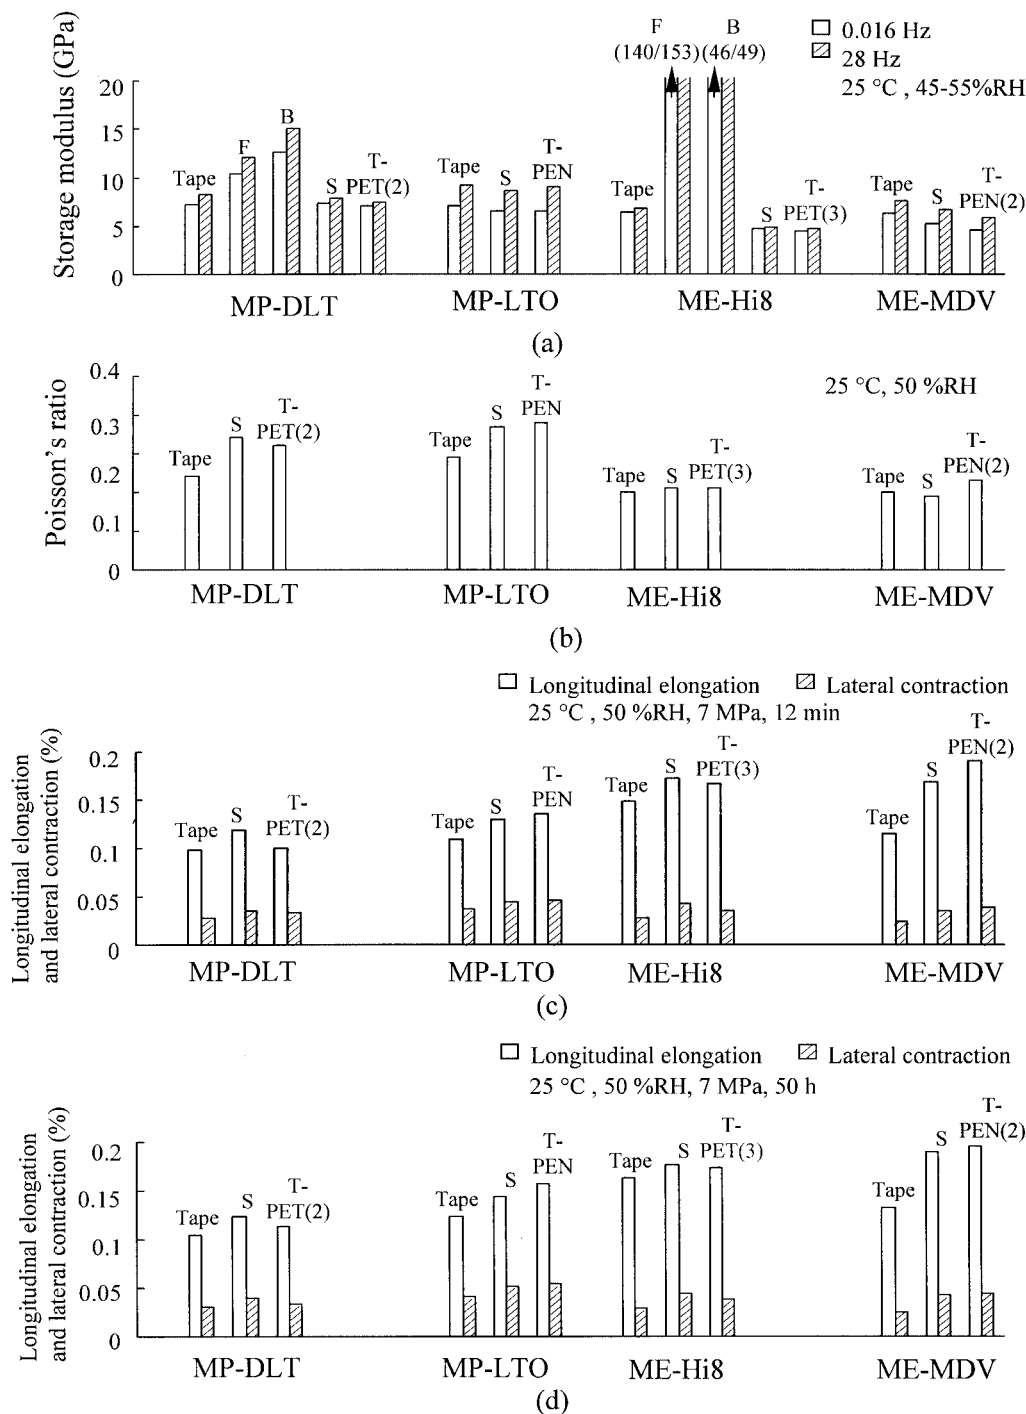 F B
(140/153) (46/49)
0.016 Hz
28 Hz
25 °C , 45-55%RH
Storage modulus (GPa)
20
15
10
5
0
Tape F B S T-PET(2)
Tape S T-PEN
Tape S T-PET(3)
Tape S T-PEN(2)
MP-DLT MP-LTO ME-Hi8 ME-MDV
(a)
Poisson's ratio
0.4
0.3
0.2
0.1
0
25 °C, 50 %RH
Tape S T-PET(2)
Tape S T-PEN
Tape S T-PET(3)
Tape S T-PEN(2)
MP-DLT MP-LTO ME-Hi8 ME-MDV
(b)
Longitudinal elongation Lateral contraction
25 °C , 50 %RH, 7 MPa, 12 min
Longitudinal elongation
and lateral contraction (%)
0.2
0.15
0.1
0.05
0
Tape S T-PET(2)
Tape S T-PEN
Tape S T-PET(3)
Tape S T-PEN(2)
MP-DLT MP-LTO ME-Hi8 ME-MDV
(c)
Longitudinal elongation Lateral contraction
25 °C , 50 %RH, 7 MPa, 50 h
Longitudinal elongation
and lateral contraction (%)
0.2
0.15
0.1
0.05
0
Tape S T-PET(2)
Tape S T-PEN
Tape S T-PET(3)
Tape S T-PEN(2)
MP-DLT MP-LTO ME-Hi8 ME-MDV
(d)